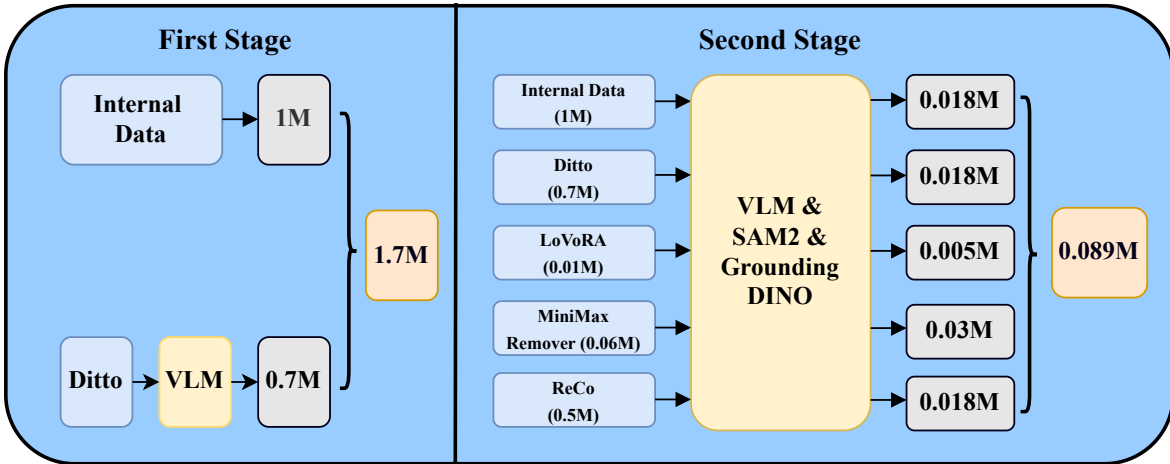 First Stage
Internal
Data
1M
1.7M
Ditto
VLM
0.7M
Second Stage
Internal Data
(1M)
Ditto
(0.7M)
LoVoRA
(0.01M)
MiniMax
Remover (0.06M)
ReCo
(0.5M)
VLM &
SAM2 &
Grounding
DINO
0.018M
0.018M
0.005M
0.03M
0.018M
0.089M